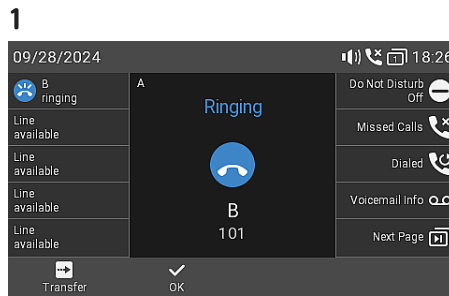 1
09/28/2024 1 18:26
B
ringing
Line
available
Line
available
Line
available
Line
available
A
Ringing
B
101
Do Not Disturb
Off
Missed Calls
Dialed
Voicemail Info
Next Page
Transfer
OK